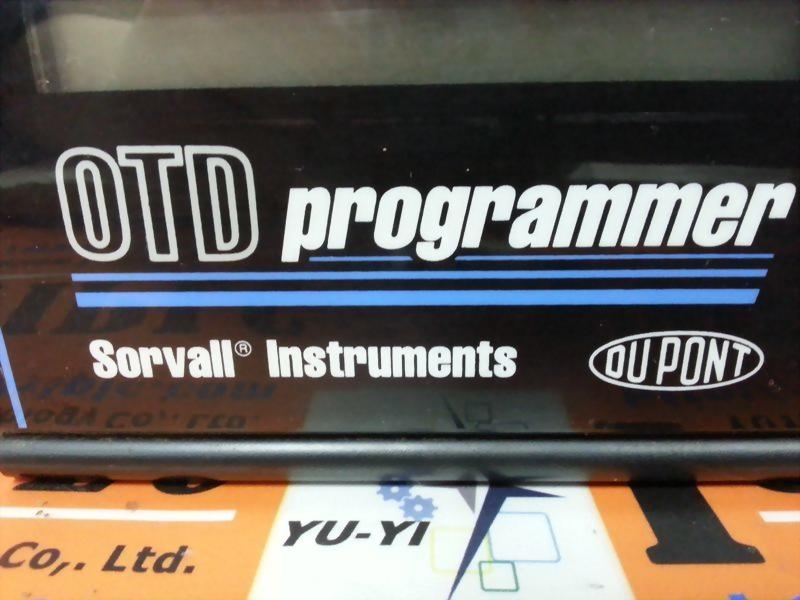 OTD programmer
Sorvall® Instruments DU PONT
YU-YI
Co,. Ltd.